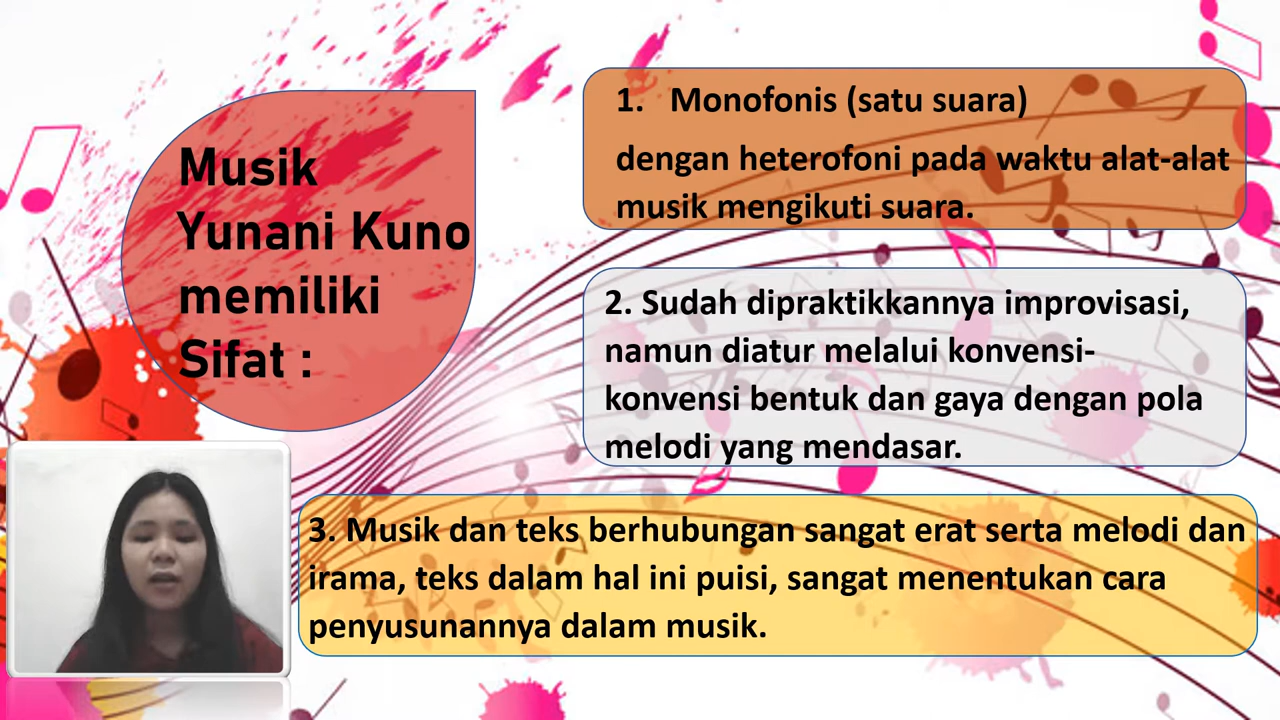 Musik
Yunani Kuno
memiliki
Sifat :
1. Monofonis (satu suara)
dengan heterofoni pada waktu alat-alat
musik mengikuti suara.
2. Sudah dipraktikkannya improvisasi,
namun diatur melalui konvensi-
konvensi bentuk dan gaya dengan pola
melodi yang mendasar.
3. Musik dan teks berhubungan sangat erat serta melodi dan
irama, teks dalam hal ini puisi, sangat menentukan cara
penyusunannya dalam musik.